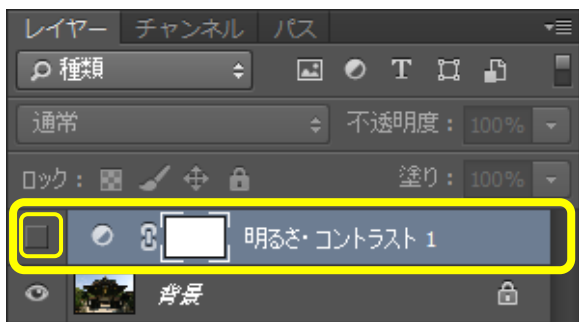 レイヤー チャンネル パス
種類 T
通常 不透明度: 100%
ロック: 塗り: 100%
明るさ・コントラスト 1
背景